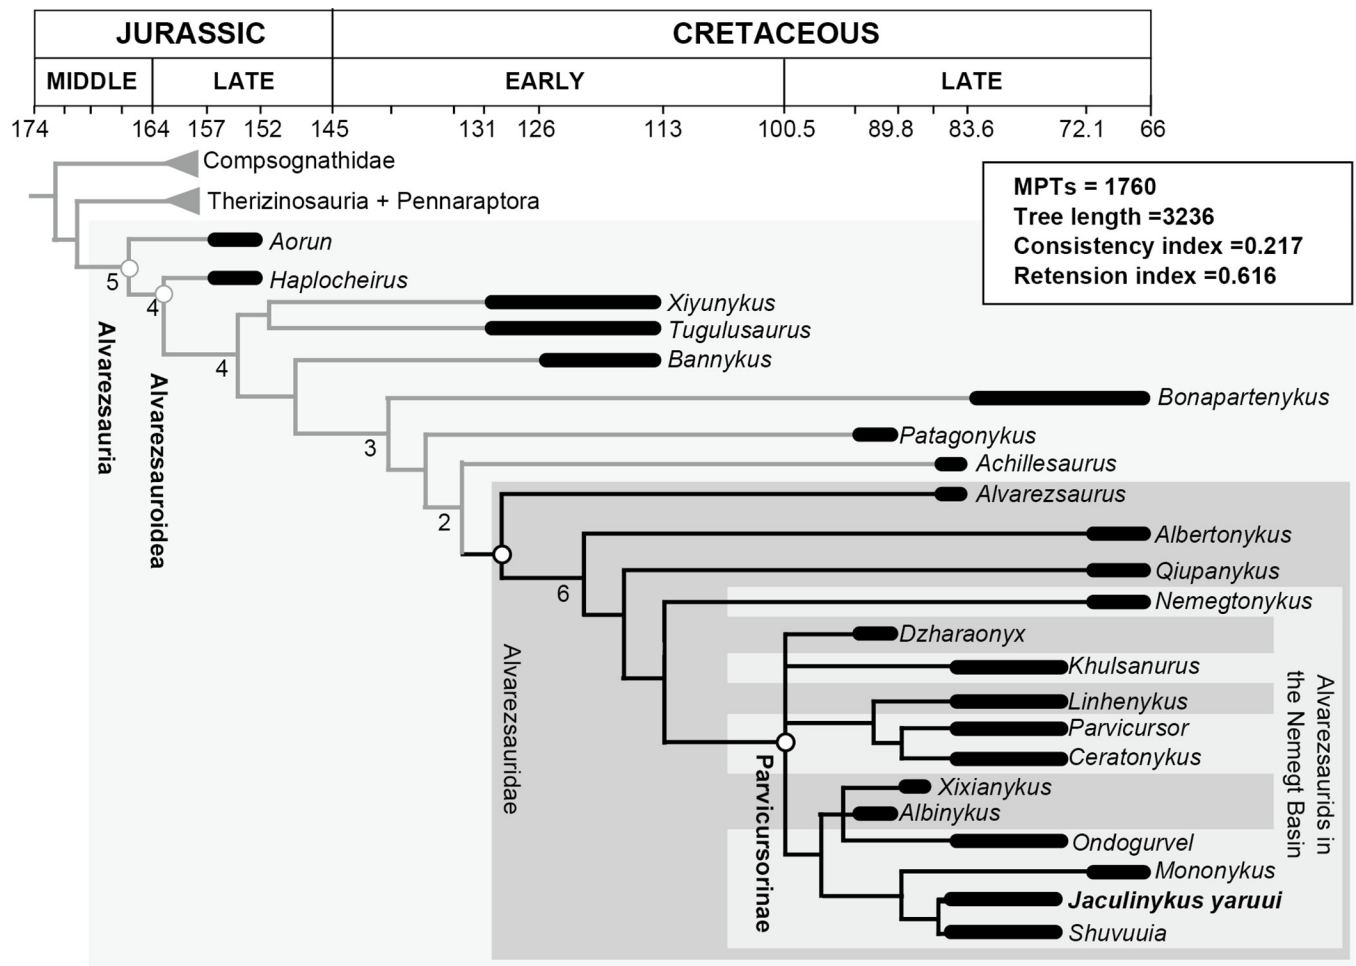 JURASSIC CRETACEOUS
MIDDLE LATE EARLY LATE
174 164 157 152 145 131 126 113 100.5 89.8 83.6 72.1 66
Compsognathidae
Therizinosauria + Pennaraptora
MPTs = 1760
Tree length =3236
Consistency index =0.217
Retension index =0.616
Aorun
5
Haplocheirus
4
Xiyunykus
Tugulusaurus
Bannykus
4
Bonapartenykus
Patagonykus
3
Achillesaurus
Alvarezsaurus
2
Albertonykus
Qiupanykus
6
Nemegtonykus
Dzharaonyx
Khulsanurus
Linhenykus
Parvicursor
Ceratonykus
Xixianykus
Albinykus
Ondogurvel
Mononykus
Jaculinykus yaruui
Shuvuuia
Alvarezsauria
Alvarezsauroidea
Alvarezsauridae
Parvicursorinae
Alvarezsaurids in
the Nemegt Basin